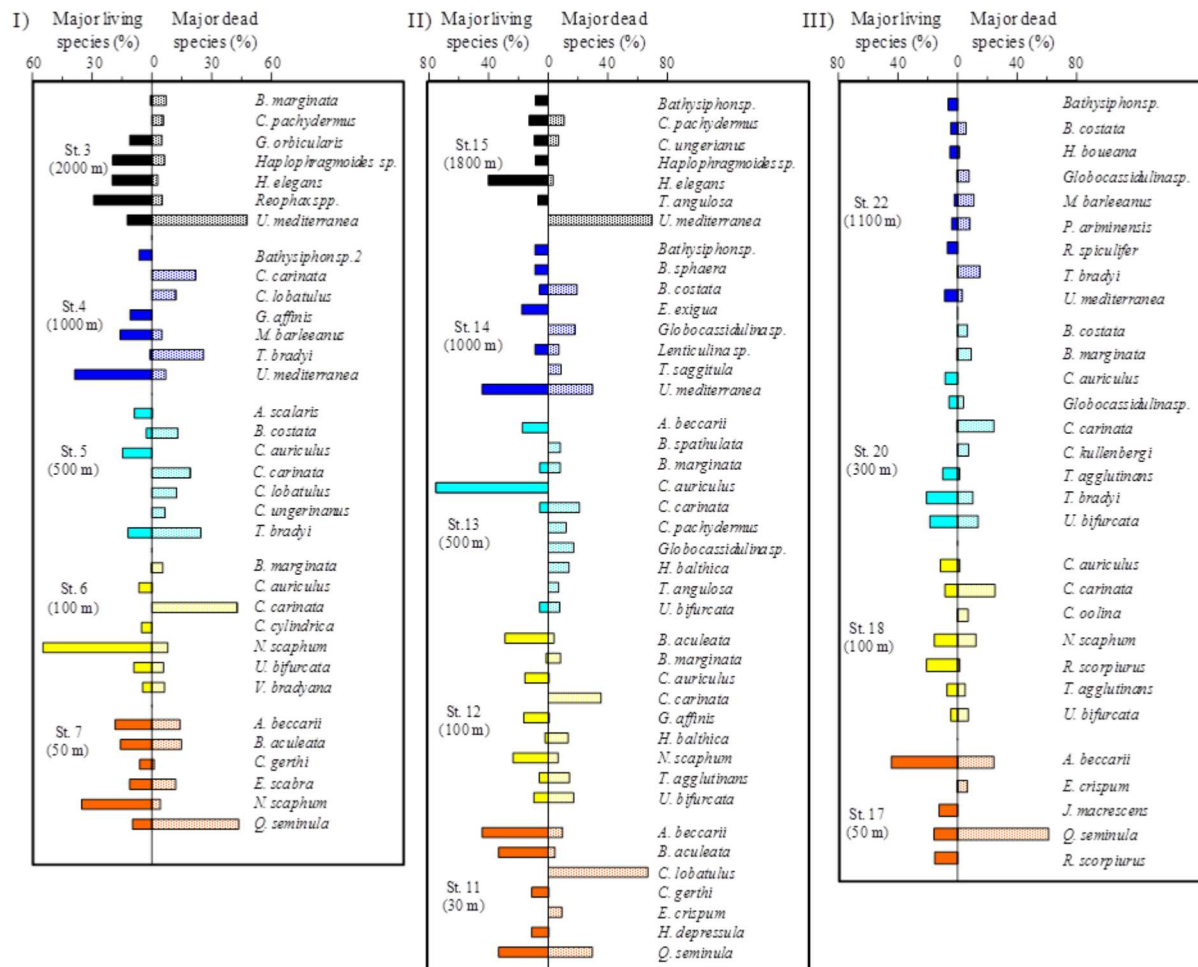 I) Major living Major dead
species (%) species (%)
60 30 0 30 60
St. 3
(2000 m)
B. marginata
C. pachydermus
G. orbicularis
Haplophragmoides sp.
H. elegans
Reophax spp.
U. mediterranea
St.4
(1000 m)
Bathysiphon sp.2
C. carinata
C. lobatulus
G. affinis
M. barleeanus
T. bradyi
U. mediterranea
St. 5
(500 m)
A. scalaris
B. costata
C. auriculus
C. carinata
C. lobatulus
C. ungerinanus
T. bradyi
St. 6
(100 m)
B. marginata
C. auriculus
C. carinata
C. cylindrica
N. scaphum
U. bifurcata
V. bradyana
St. 7
(50 m)
A. beccarii
B. aculeata
C. gerthi
E. scabra
N. scaphum
Q. seminula
II) Major living Major dead
species (%) species (%)
80 40 0 40 80
St.15
(1800 m)
Bathysiphon sp.
C. pachydermus
C. ungerianus
Haplophragmoides sp.
H. elegans
T. angulosa
U. mediterranea
St. 14
(1000 m)
Bathysiphon sp.
B. sphaera
B. costata
E. exigua
Globocassidulina sp.
Lenticulina sp.
T. saggitula
U. mediterranea
St.13
(500 m)
A. beccarii
B. spathulata
B. marginata
C. auriculus
C. carinata
C. pachydermus
Globocassidulina sp.
H. balthica
T. angulosa
U. bifurcata
St. 12
(100 m)
B. aculeata
B. marginata
C. auriculus
C. carinata
G. affinis
H. balthica
N. scaphum
T. agglutinans
U. bifurcata
St. 11
(30 m)
A. beccarii
B. aculeata
C. lobatulus
C. gerthi
E. crispum
H. depressula
Q. seminula
III) Major living Major dead
species (%) species (%)
80 40 0 40 80
St. 22
(1100 m)
Bathysiphon sp.
B. costata
H. boueana
Globocassidulina sp.
M. barleeanus
P. ariminensis
R. spiculifer
T. bradyi
U. mediterranea
St. 20
(300 m)
B. costata
B. marginata
C. auriculus
Globocassidulina sp.
C. carinata
C. kullenbergi
T. agglutinans
T. bradyi
U. bifurcata
St. 18
(100 m)
C. auriculus
C. carinata
C. oolina
N. scaphum
R. scorpiurus
T. agglutinans
U. bifurcata
St. 17
(50 m)
A. beccarii
E. crispum
J. macrescens
Q. seminula
R. scorpiurus